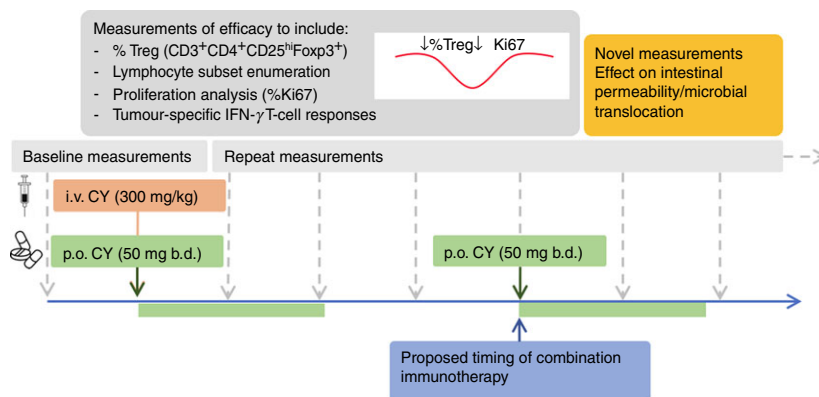 Measurements of efficacy to include:
- % Treg (CD3⁺CD4⁺CD25ʰⁱFoxp3⁺)
- Lymphocyte subset enumeration
- Proliferation analysis (%Ki67)
- Tumour-specific IFN-γ T-cell responses
↓%Treg↓ Ki67
Novel measurements
Effect on intestinal
permeability/microbial
translocation
Baseline measurements
Repeat measurements
i.v. CY (300 mg/kg)
p.o. CY (50 mg b.d.)
p.o. CY (50 mg b.d.)
Proposed timing of combination
immunotherapy